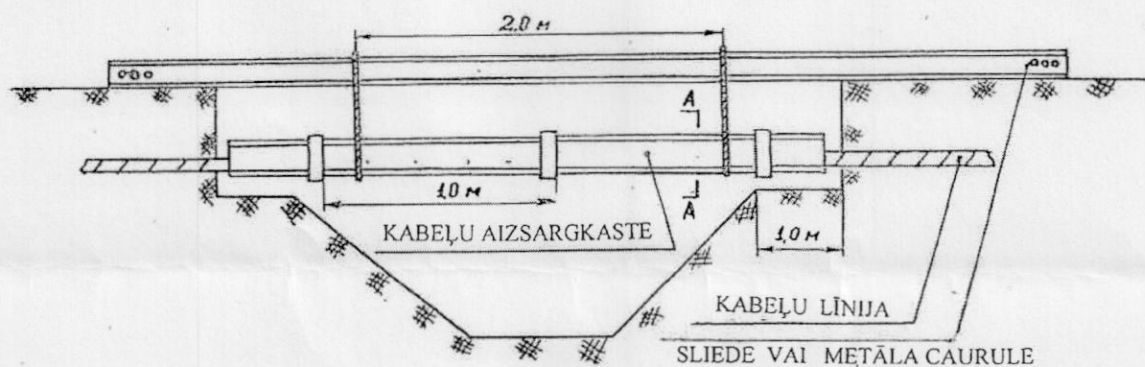 2,0 м
A
1,0 м
A
KABEĻU AIZSARGKASTE
1,0 м
KABEĻU LĪNIJA
SLIEDE VAI METĀLA CAURULE